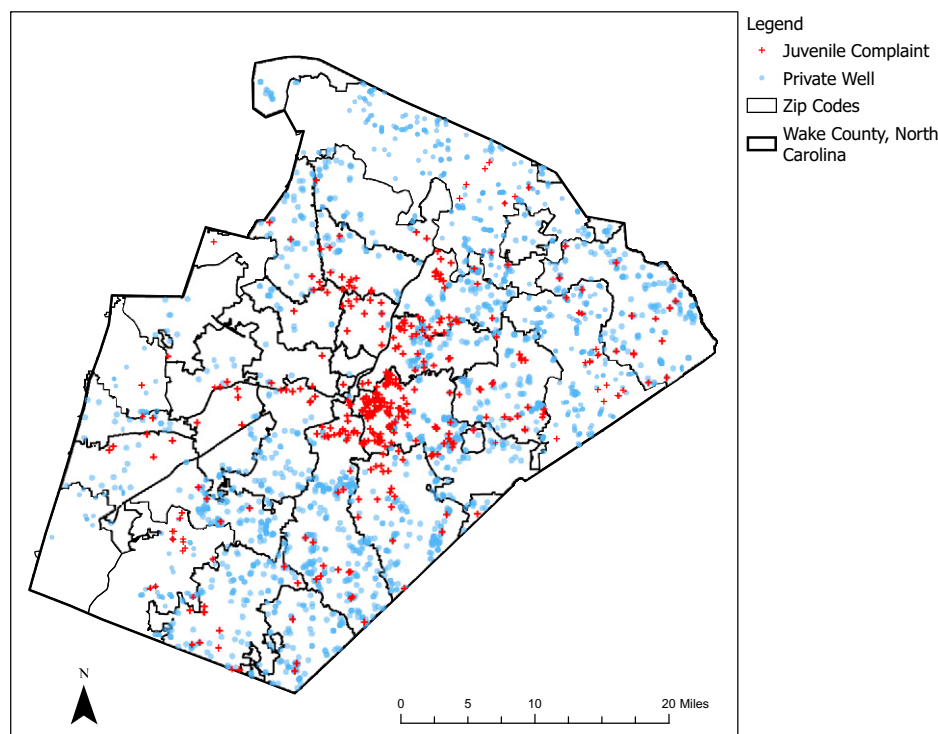 Legend
Juvenile Complaint
Private Well
Zip Codes
Wake County, North
Carolina
N
0 5 10 20 Miles